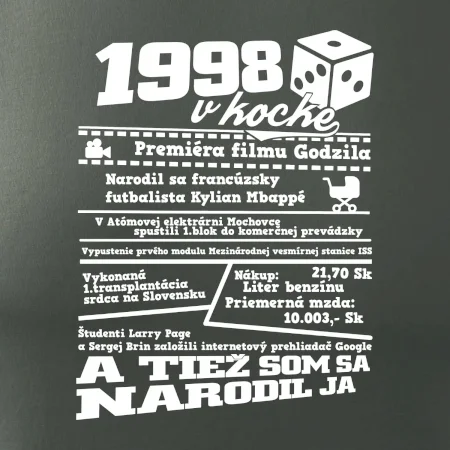 1998
v kocke
Premiéra filmu Godzila
Narodil sa francúzsky
futbalista Kylian Mbappé
V Atómovej elektrárni Mochovce
spustili 1.blok do komerčnej prevádzky
Vypustenie prvého modulu Mezinárodnej vesmírnej stanice ISS
Vykonaná
1.transplantácia
srdca na Slovensku
Nákup: 21,70 Sk
Liter benzínu
Priemerná mzda:
10.003,- Sk
Študenti Larry Page
a Sergej Brin založili internetový prehliadač Google
A TIEŽ SOM SA
NARODIL JA